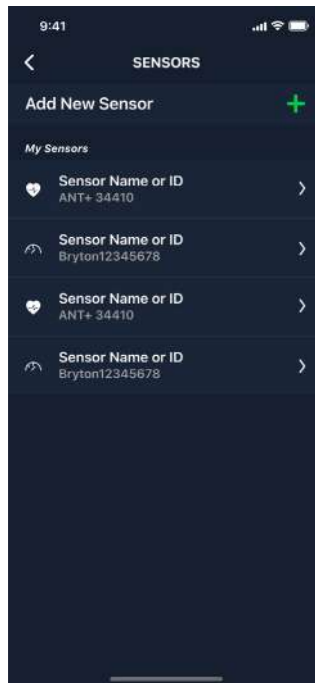 9:41
SENSORS
Add New Sensor
My Sensors
Sensor Name or ID
ANT+ 34410
Sensor Name or ID
Bryton12345678
Sensor Name or ID
ANT+ 34410
Sensor Name or ID
Bryton12345678